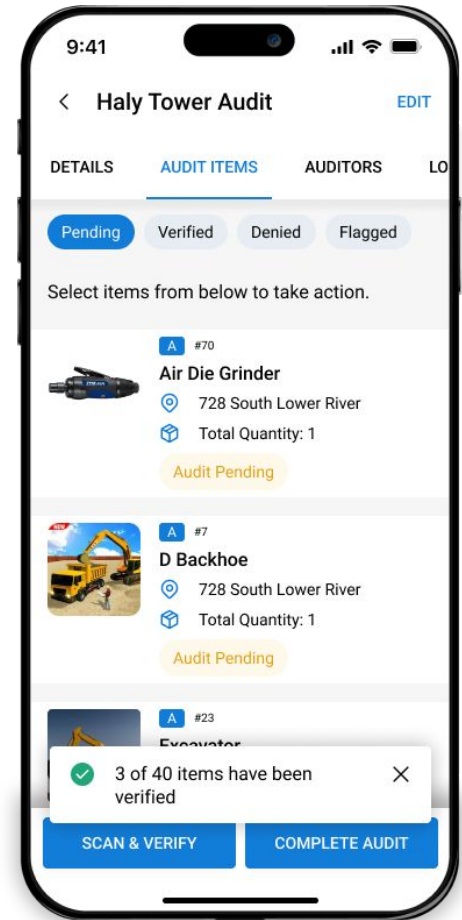 9:41
Haly Tower Audit
EDIT
DETAILS AUDIT ITEMS AUDITORS LO
Pending Verified Denied Flagged
Select items from below to take action.
A #70
Air Die Grinder
728 South Lower River
Total Quantity: 1
Audit Pending
NEW
A #7
D Backhoe
728 South Lower River
Total Quantity: 1
Audit Pending
A #23
Excavator
3 of 40 items have been
verified
SCAN & VERIFY COMPLETE AUDIT